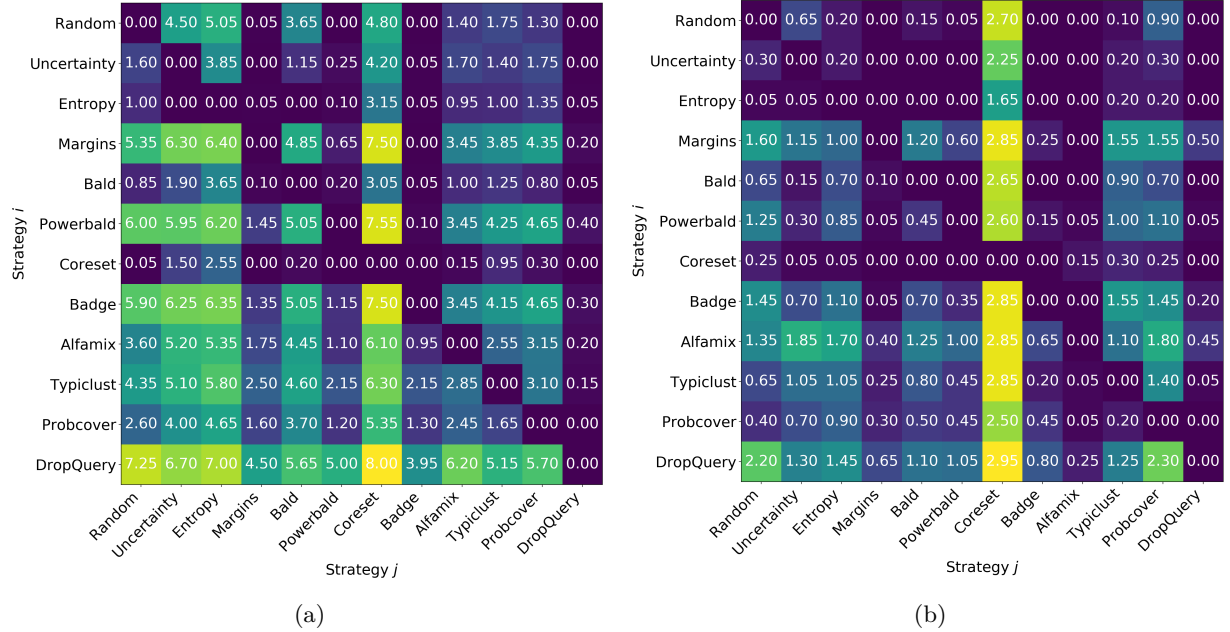 Strategy i
Random 0.00 4.50 5.05 0.05 3.65 0.05 4.80 0.00 1.40 1.75 1.30 0.00
Uncertainty 1.60 0.00 3.85 0.00 1.15 0.25 4.20 0.05 1.70 1.40 1.75 0.00
Entropy 1.00 0.00 0.00 0.05 0.00 0.10 3.15 0.05 0.95 1.00 1.35 0.05
Margins 5.35 6.30 6.40 0.00 4.85 0.65 7.50 0.00 3.45 3.85 4.35 0.20
Bald 0.85 1.90 3.65 0.10 0.00 0.20 3.05 0.05 1.00 1.25 0.80 0.05
Powerbald 6.00 5.95 6.20 1.45 5.05 0.00 7.55 0.10 3.45 4.25 4.65 0.40
Coreset 0.05 1.50 2.55 0.00 0.20 0.00 0.00 0.00 0.15 0.95 0.30 0.00
Badge 5.90 6.25 6.35 1.35 5.05 1.15 7.50 0.00 3.45 4.15 4.65 0.30
Alfamix 3.60 5.20 5.35 1.75 4.45 1.10 6.10 0.95 0.00 2.55 3.15 0.20
Typiclust 4.35 5.10 5.80 2.50 4.60 2.15 6.30 2.15 2.85 0.00 3.10 0.15
Probcover 2.60 4.00 4.65 1.60 3.70 1.20 5.35 1.30 2.45 1.65 0.00 0.00
DropQuery 7.25 6.70 7.00 4.50 5.65 5.00 8.00 3.95 6.20 5.15 5.70 0.00
Random Uncertainty Entropy Margins Bald Powerbald Coreset Badge Alfamix Typiclust Probcover DropQuery
Strategy j
(a)
Strategy i
Random 0.00 0.65 0.20 0.00 0.15 0.05 2.70 0.00 0.00 0.10 0.90 0.00
Uncertainty 0.30 0.00 0.20 0.00 0.00 0.00 2.25 0.00 0.00 0.20 0.30 0.00
Entropy 0.05 0.05 0.00 0.00 0.00 0.00 1.65 0.00 0.00 0.20 0.20 0.00
Margins 1.60 1.15 1.00 0.00 1.20 0.60 2.85 0.25 0.00 1.55 1.55 0.50
Bald 0.65 0.15 0.70 0.10 0.00 0.00 2.65 0.00 0.00 0.90 0.70 0.00
Powerbald 1.25 0.30 0.85 0.05 0.45 0.00 2.60 0.15 0.05 1.00 1.10 0.05
Coreset 0.25 0.05 0.05 0.00 0.00 0.00 0.00 0.00 0.15 0.30 0.25 0.00
Badge 1.45 0.70 1.10 0.05 0.70 0.35 2.85 0.00 0.00 1.55 1.45 0.20
Alfamix 1.35 1.85 1.70 0.40 1.25 1.00 2.85 0.65 0.00 1.10 1.80 0.45
Typiclust 0.65 1.05 1.05 0.25 0.80 0.45 2.85 0.20 0.05 0.00 1.40 0.05
Probcover 0.40 0.70 0.90 0.30 0.50 0.45 2.50 0.45 0.05 0.20 0.00 0.00
DropQuery 2.20 1.30 1.45 0.65 1.10 1.05 2.95 0.80 0.25 1.25 2.30 0.00
Random Uncertainty Entropy Margins Bald Powerbald Coreset Badge Alfamix Typiclust Probcover DropQuery
Strategy j
(b)